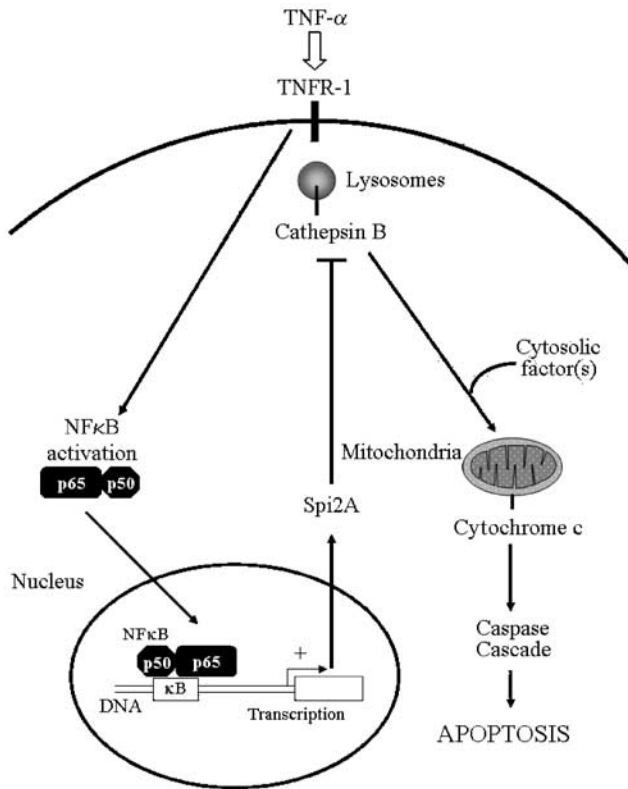 TNF-α
TNFR-1
Lysosomes
Cathepsin B
Cytosolic
factor(s)
NFκB
activation
p65 p50
Mitochondria
Spi2A
Cytochrome c
Nucleus
NFκB
p50 p65
+
κB
DNA
Transcription
Caspase
Cascade
APOPTOSIS